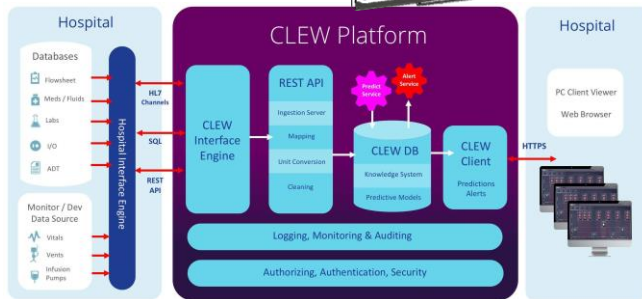 Hospital
Databases
Flowsheet
Meds / Fluids
Labs
I/O
ADT
Monitor / Dev
Data Source
Vitals
Vents
Infusion
Pumps
Hospital Interface Engine
HL7
Channels
SQL
REST
API
CLEW Platform
CLEW
Interface
Engine
REST API
Ingestion Server
Mapping
Unit Conversion
Cleaning
Predict
Service
Alert
Service
CLEW DB
Knowledge System
Predictive Models
CLEW
Client
Predictions
Alerts
Logging, Monitoring & Auditing
Authorizing, Authentication, Security
HTTPS
Hospital
PC Client Viewer
Web Browser